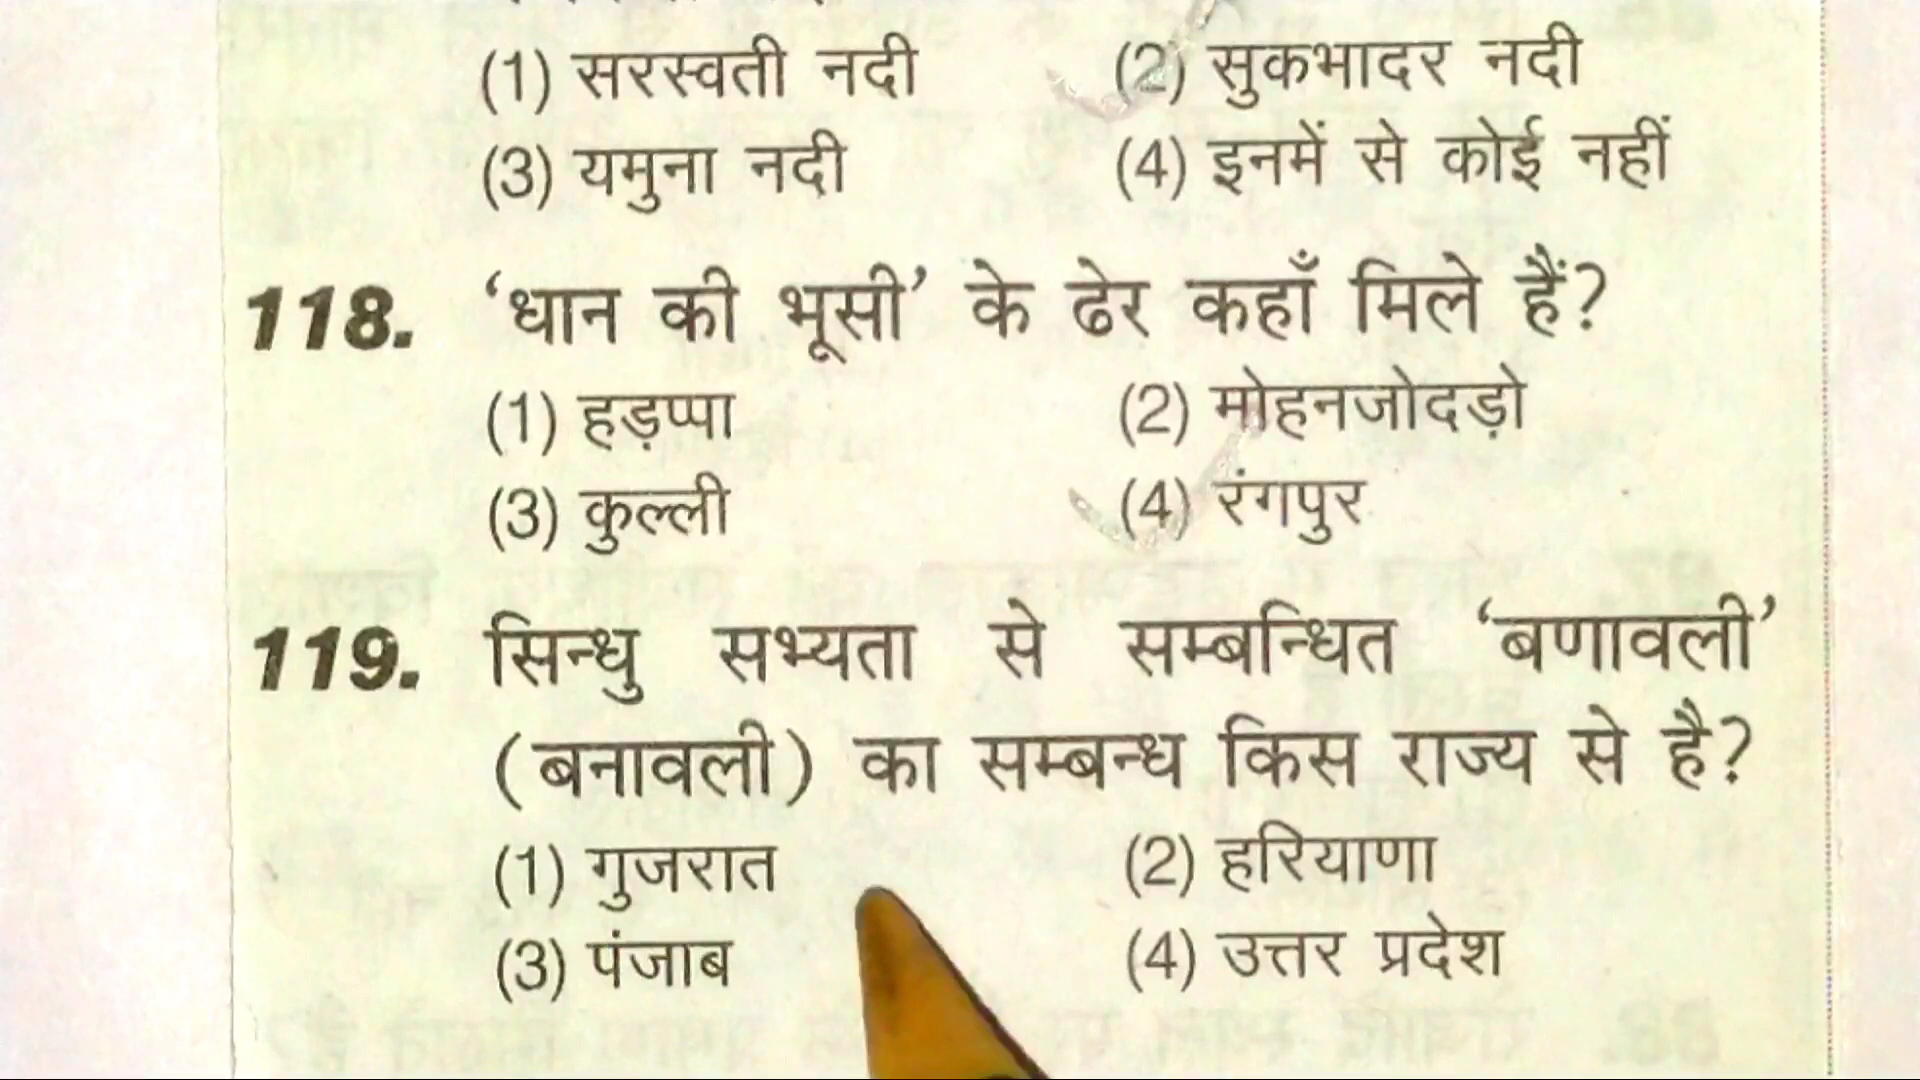 (1) सरस्वती नदी (2) सुकभादर नदी
(3) यमुना नदी (4) इनमें से कोई नहीं
118. ‘धान की भूसी’ के ढेर कहाँ मिले हैं?
(1) हड़प्पा (2) मोहनजोदड़ो
(3) कुल्ली (4) रंगपुर
119. सिन्धु सभ्यता से सम्बन्धित ‘बणावली’
(बनावली) का सम्बन्ध किस राज्य से है?
(1) गुजरात (2) हरियाणा
(3) पंजाब (4) उत्तर प्रदेश